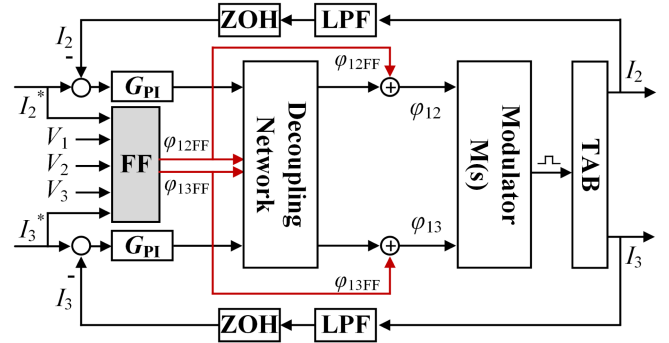 ZOH
LPF
I2
-
φ12FF
I2
I2*
GPI
φ12
V1
V2
V3
FF
φ12FF
φ13FF
Decoupling Network
Modulator M(s)
TAB
I3*
GPI
φ13
I3
-
I3
φ13FF
ZOH
LPF